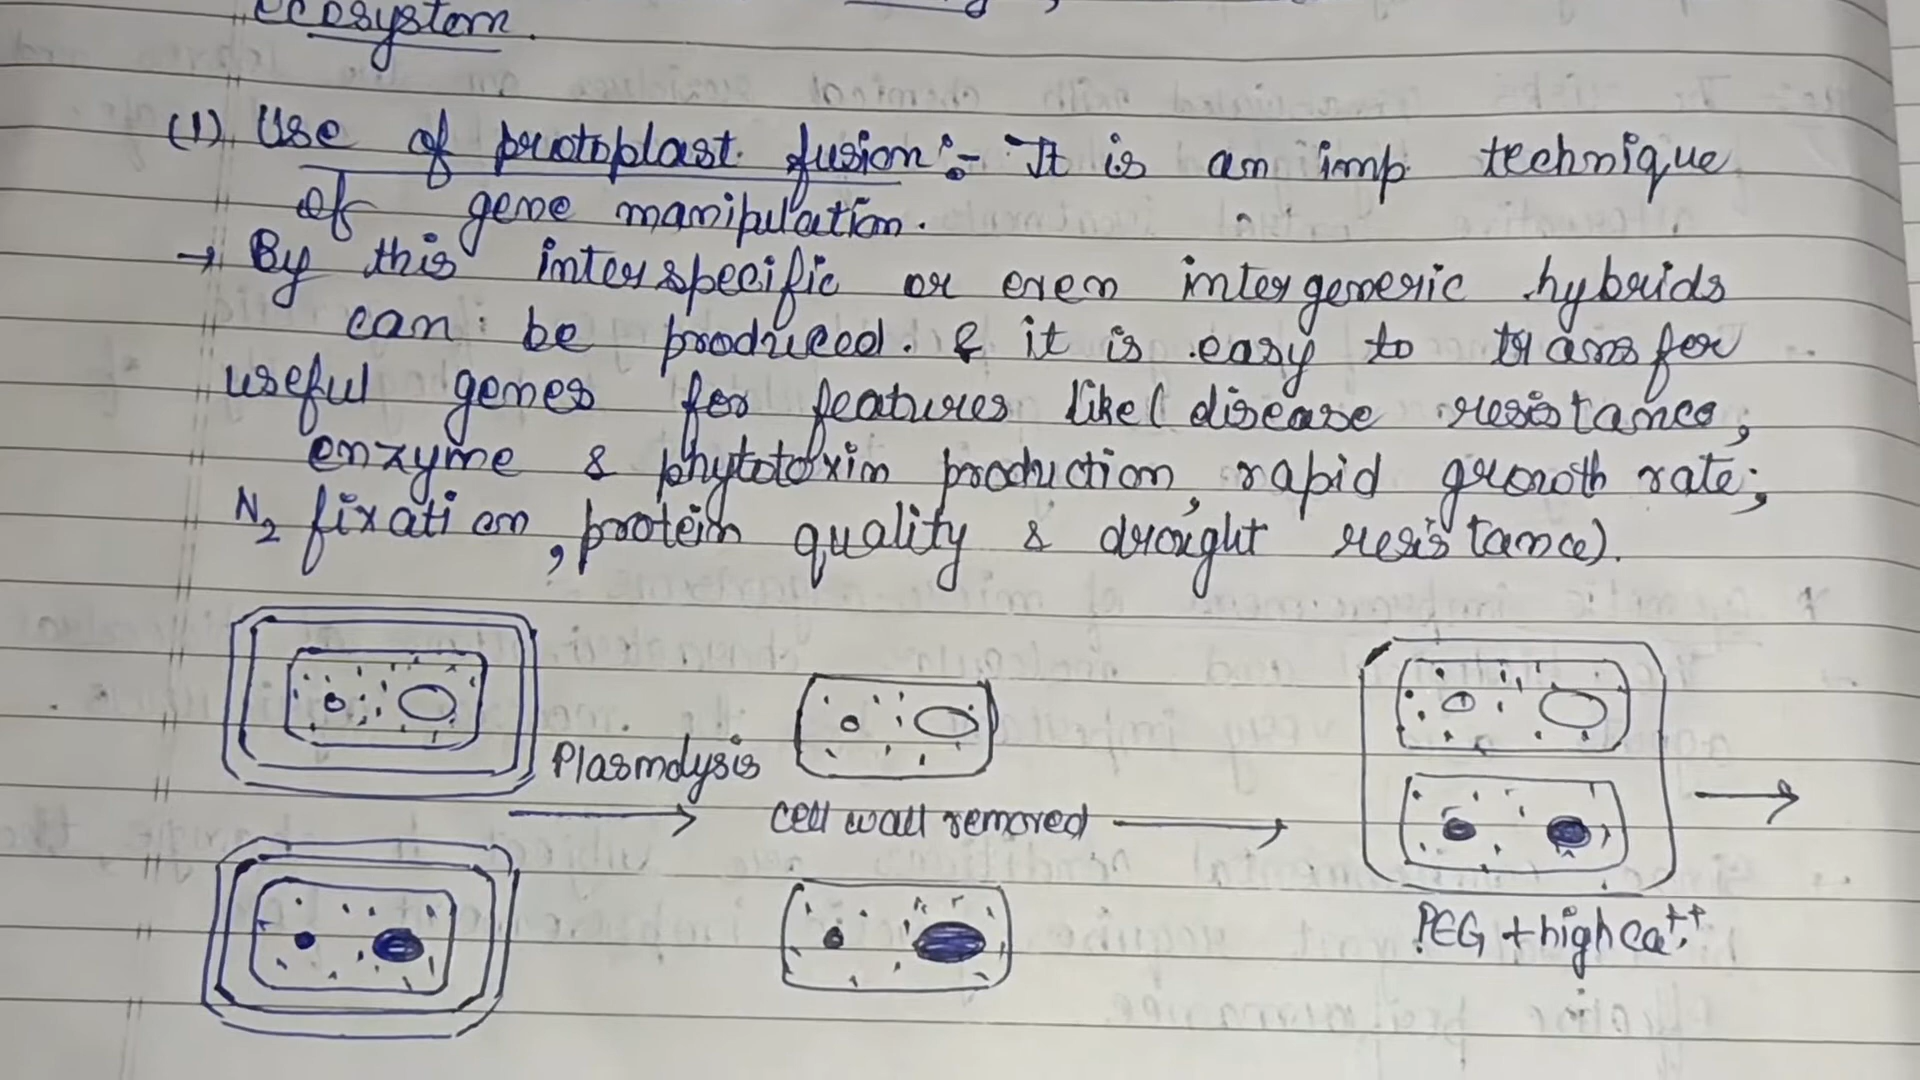 ecosystem.
(1) Use of protoplast fusion :- It is an imp technique
of gene manipulation.
→ By this interspecific or even intergeneric hybrids
can be produced. & it is easy to transfer
useful genes for features like (disease resistance,
enzyme & phytotoxin production, rapid growth rate,
N2 fixation, protein quality & drought resistance).
Plasmolysis
cell wall removed
PEG + high ca++